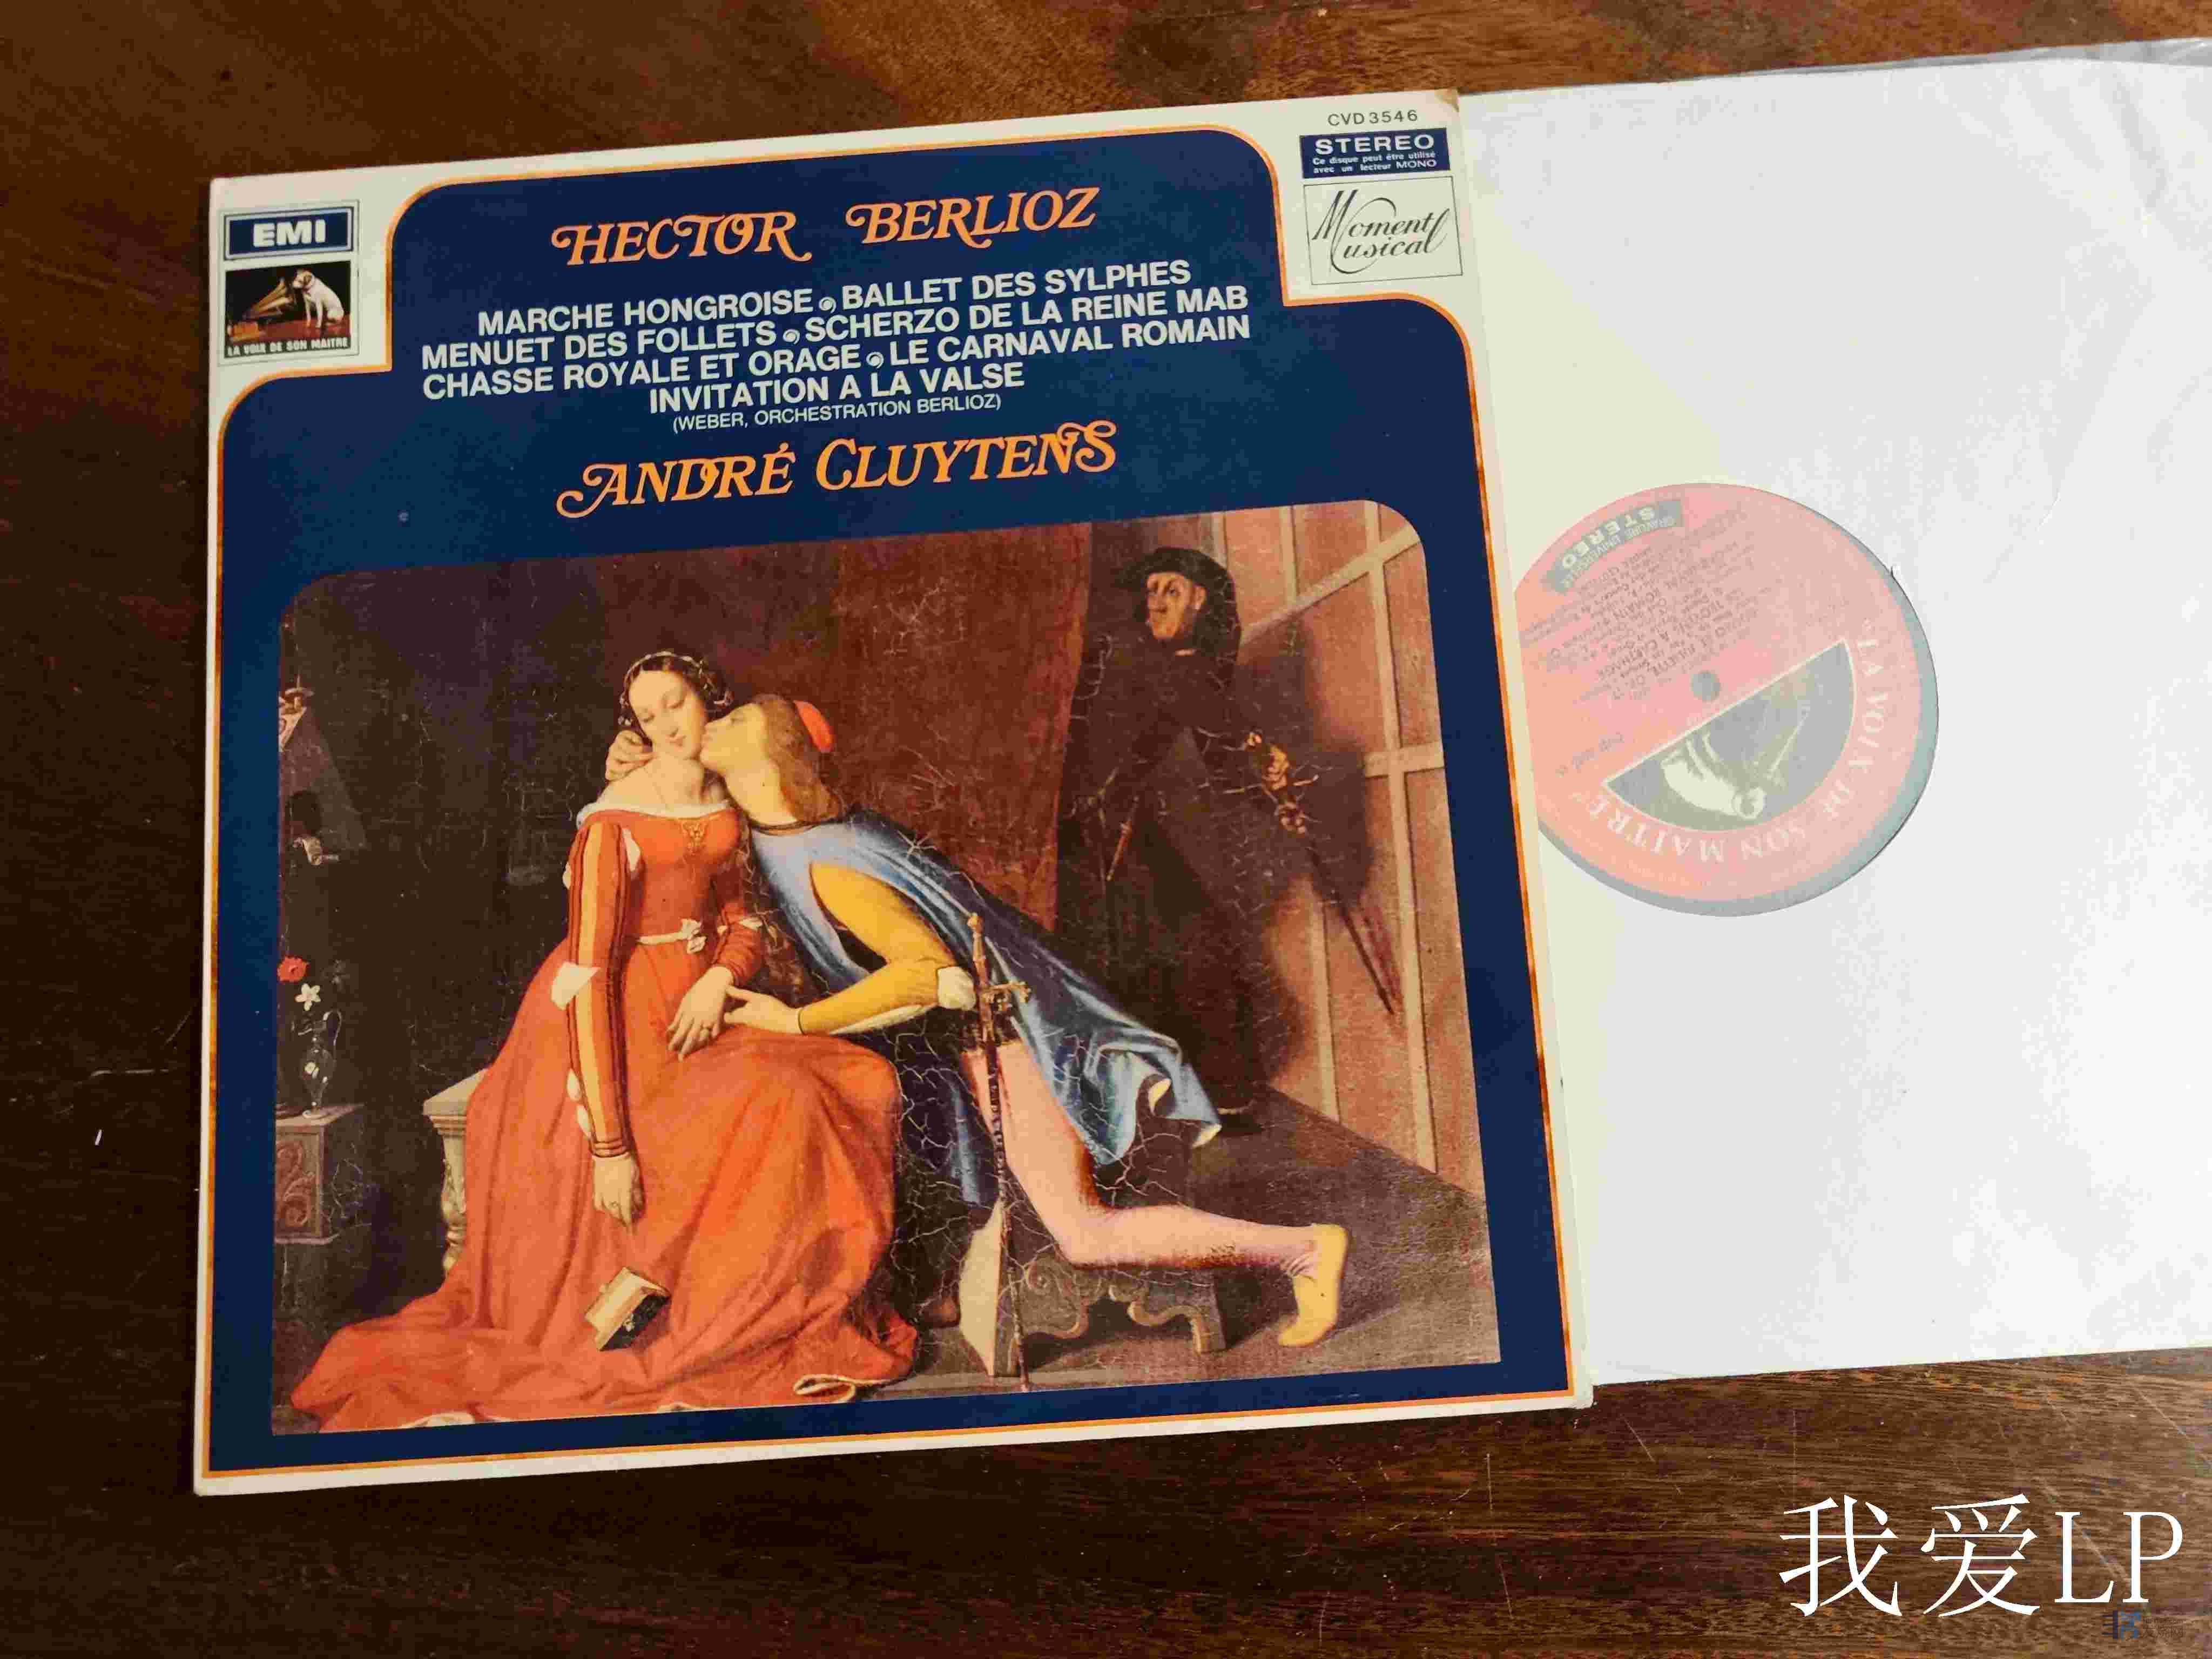 CVD 3546
STEREO
Ce disque peut être utilisé
avec un lecteur MONO
Moment
usical
EMI
LA VOIX DE SON MAITRE
HECTOR BERLIOZ
MARCHE HONGROISE BALLET DES SYLPHES
MENUET DES FOLLETS SCHERZO DE LA REINE MAB
CHASSE ROYALE ET ORAGE LE CARNAVAL ROMAIN
INVITATION A LA VALSE
(WEBER, ORCHESTRATION BERLIOZ)
ANDRÉ CLUYTENS
LA VOIX DE SON MAITRE
GRAVURE UNIVERSELLE
STEREO
我爱LP